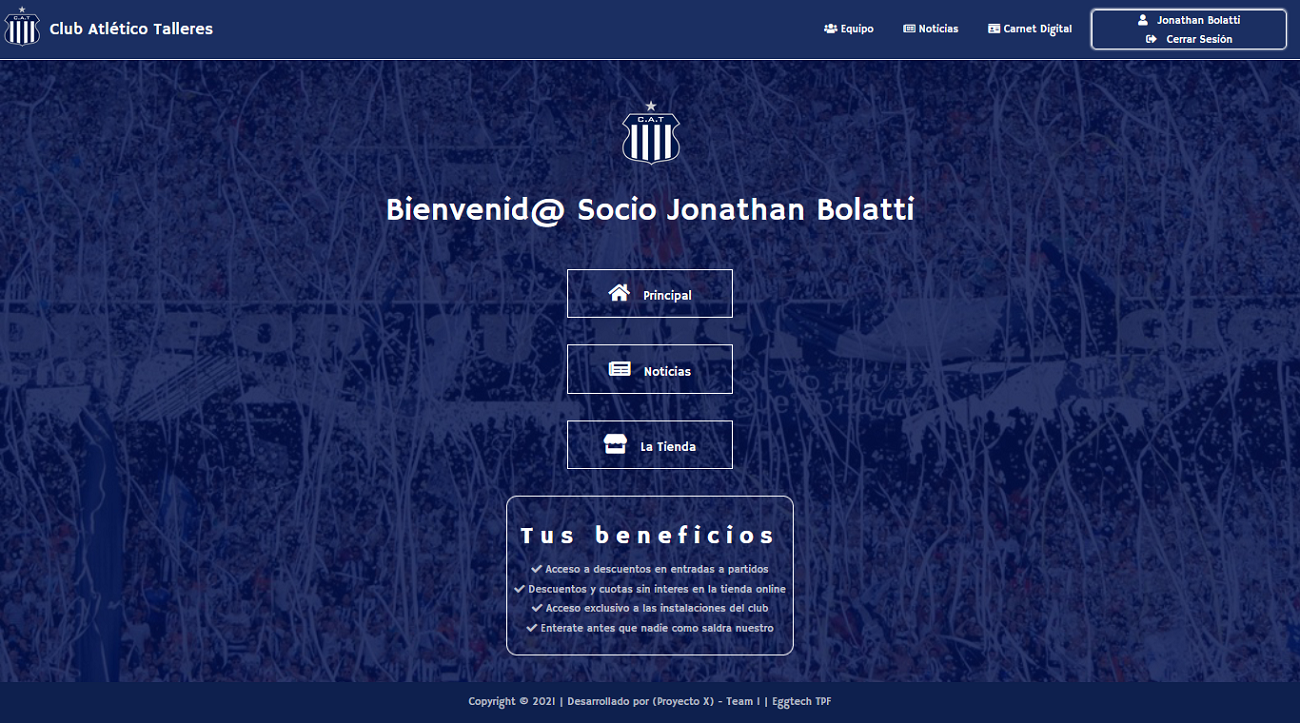 C.A.T
Club Atlético Talleres
Equipo
Noticias
Carnet Digital
Jonathan Bolatti
Cerrar Sesión
C.A.T
Bienvenid@ Socio Jonathan Bolatti
Principal
Noticias
La Tienda
Tus beneficios
Acceso a descuentos en entradas a partidos
Descuentos y cuotas sin interes en la tienda online
Acceso exclusivo a las instalaciones del club
Enterate antes que nadie como saldra nuestro
Copyright © 2021 | Desarrollado por (Proyecto X) - Team 1 | Eggtech TPF